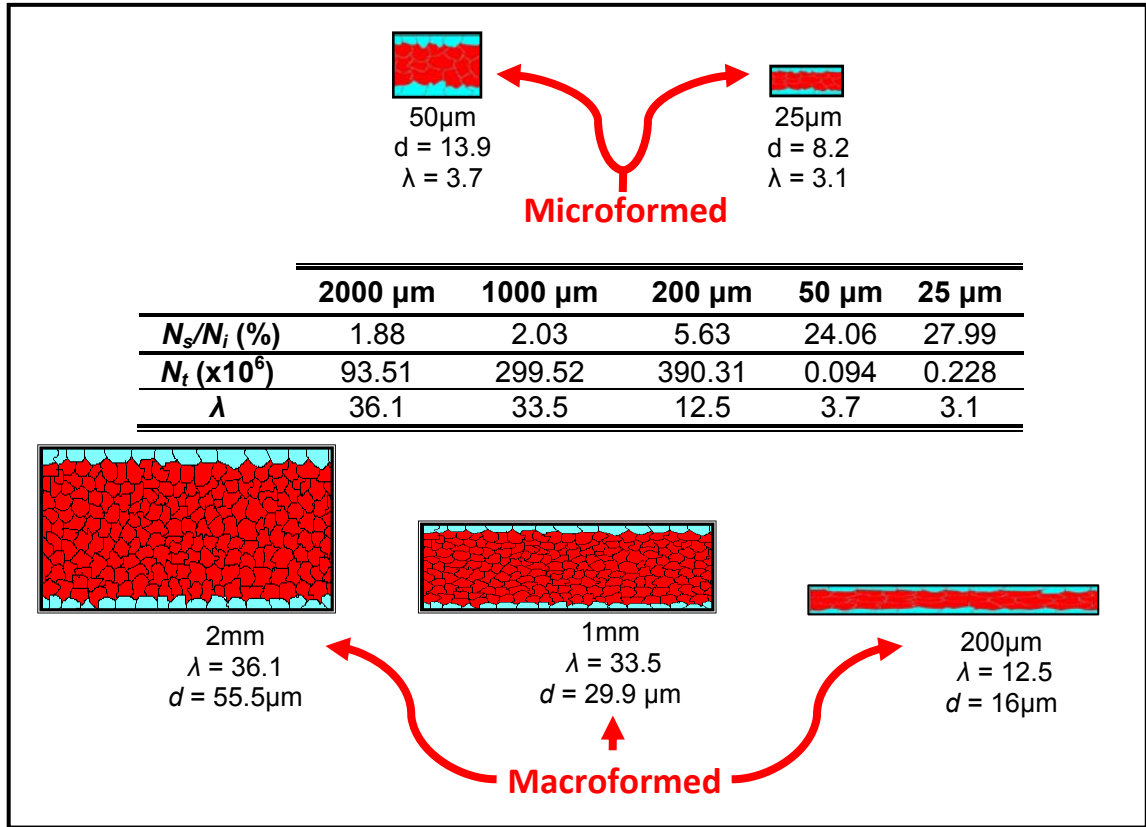 50µm
d = 13.9
λ = 3.7
25µm
d = 8.2
λ = 3.1
Microformed
2000 µm 1000 µm 200 µm 50 µm 25 µm
Ns/Ni (%) 1.88 2.03 5.63 24.06 27.99
Nt (x10⁶) 93.51 299.52 390.31 0.094 0.228
λ 36.1 33.5 12.5 3.7 3.1
2mm
λ = 36.1
d = 55.5µm
1mm
λ = 33.5
d = 29.9 µm
200µm
λ = 12.5
d = 16µm
Macroformed